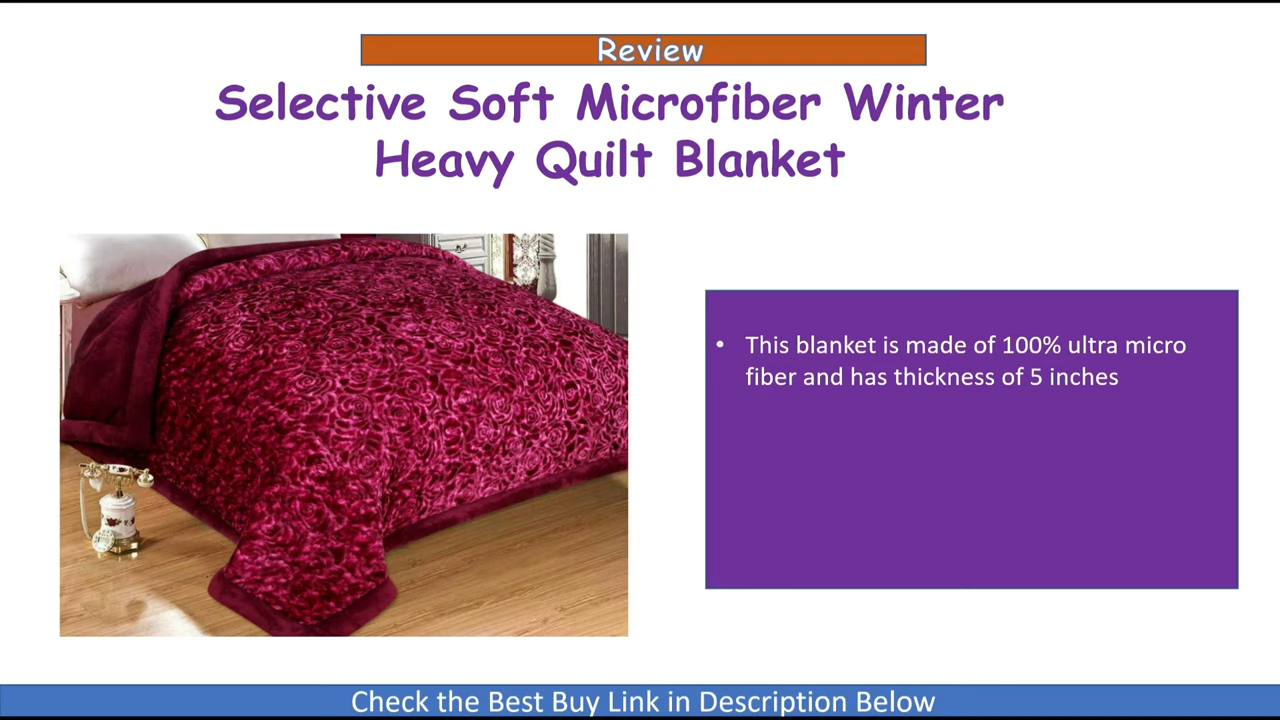 Review
Selective Soft Microfiber Winter
Heavy Quilt Blanket
• This blanket is made of 100% ultra micro
fiber and has thickness of 5 inches
Check the Best Buy Link in Description Below